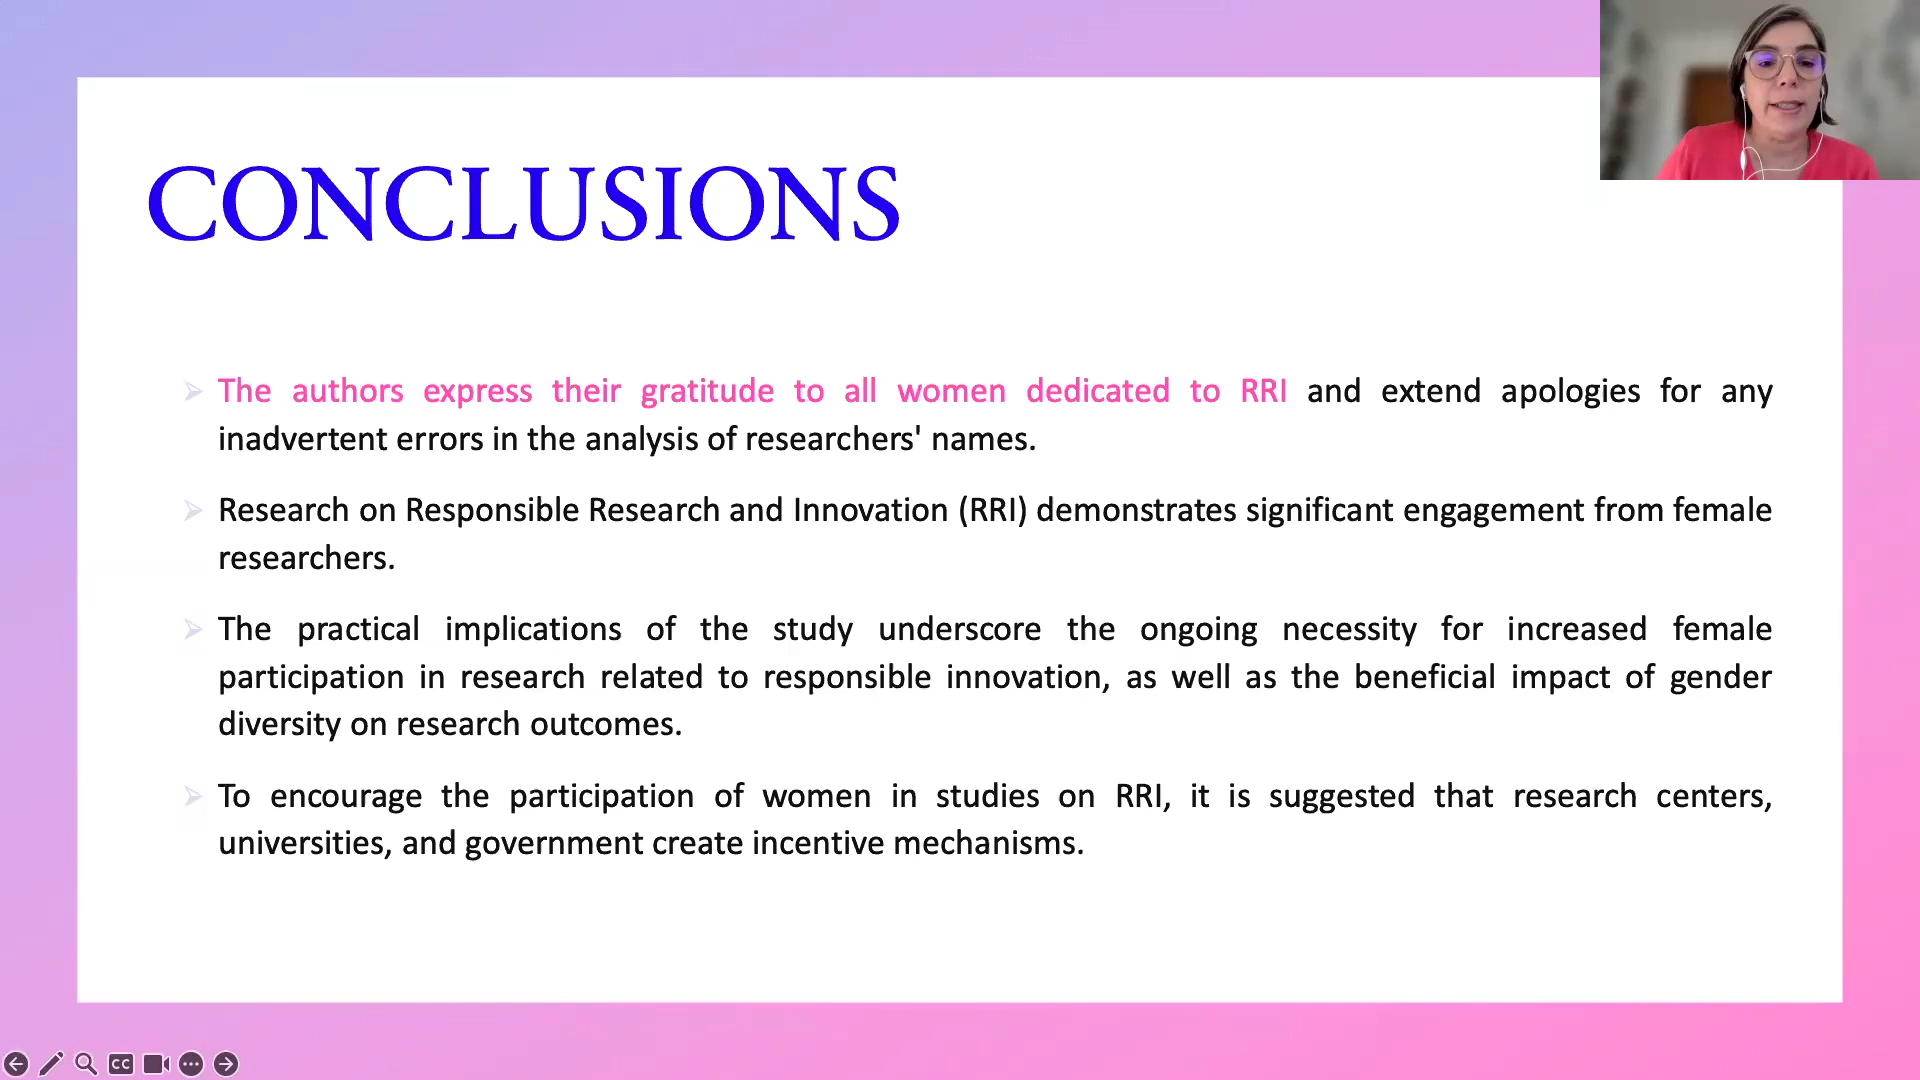 CONCLUSIONS
The authors express their gratitude to all women dedicated to RRI and extend apologies for any
inadvertent errors in the analysis of researchers' names.
Research on Responsible Research and Innovation (RRI) demonstrates significant engagement from female
researchers.
The practical implications of the study underscore the ongoing necessity for increased female
participation in research related to responsible innovation, as well as the beneficial impact of gender
diversity on research outcomes.
To encourage the participation of women in studies on RRI, it is suggested that research centers,
universities, and government create incentive mechanisms.
CC